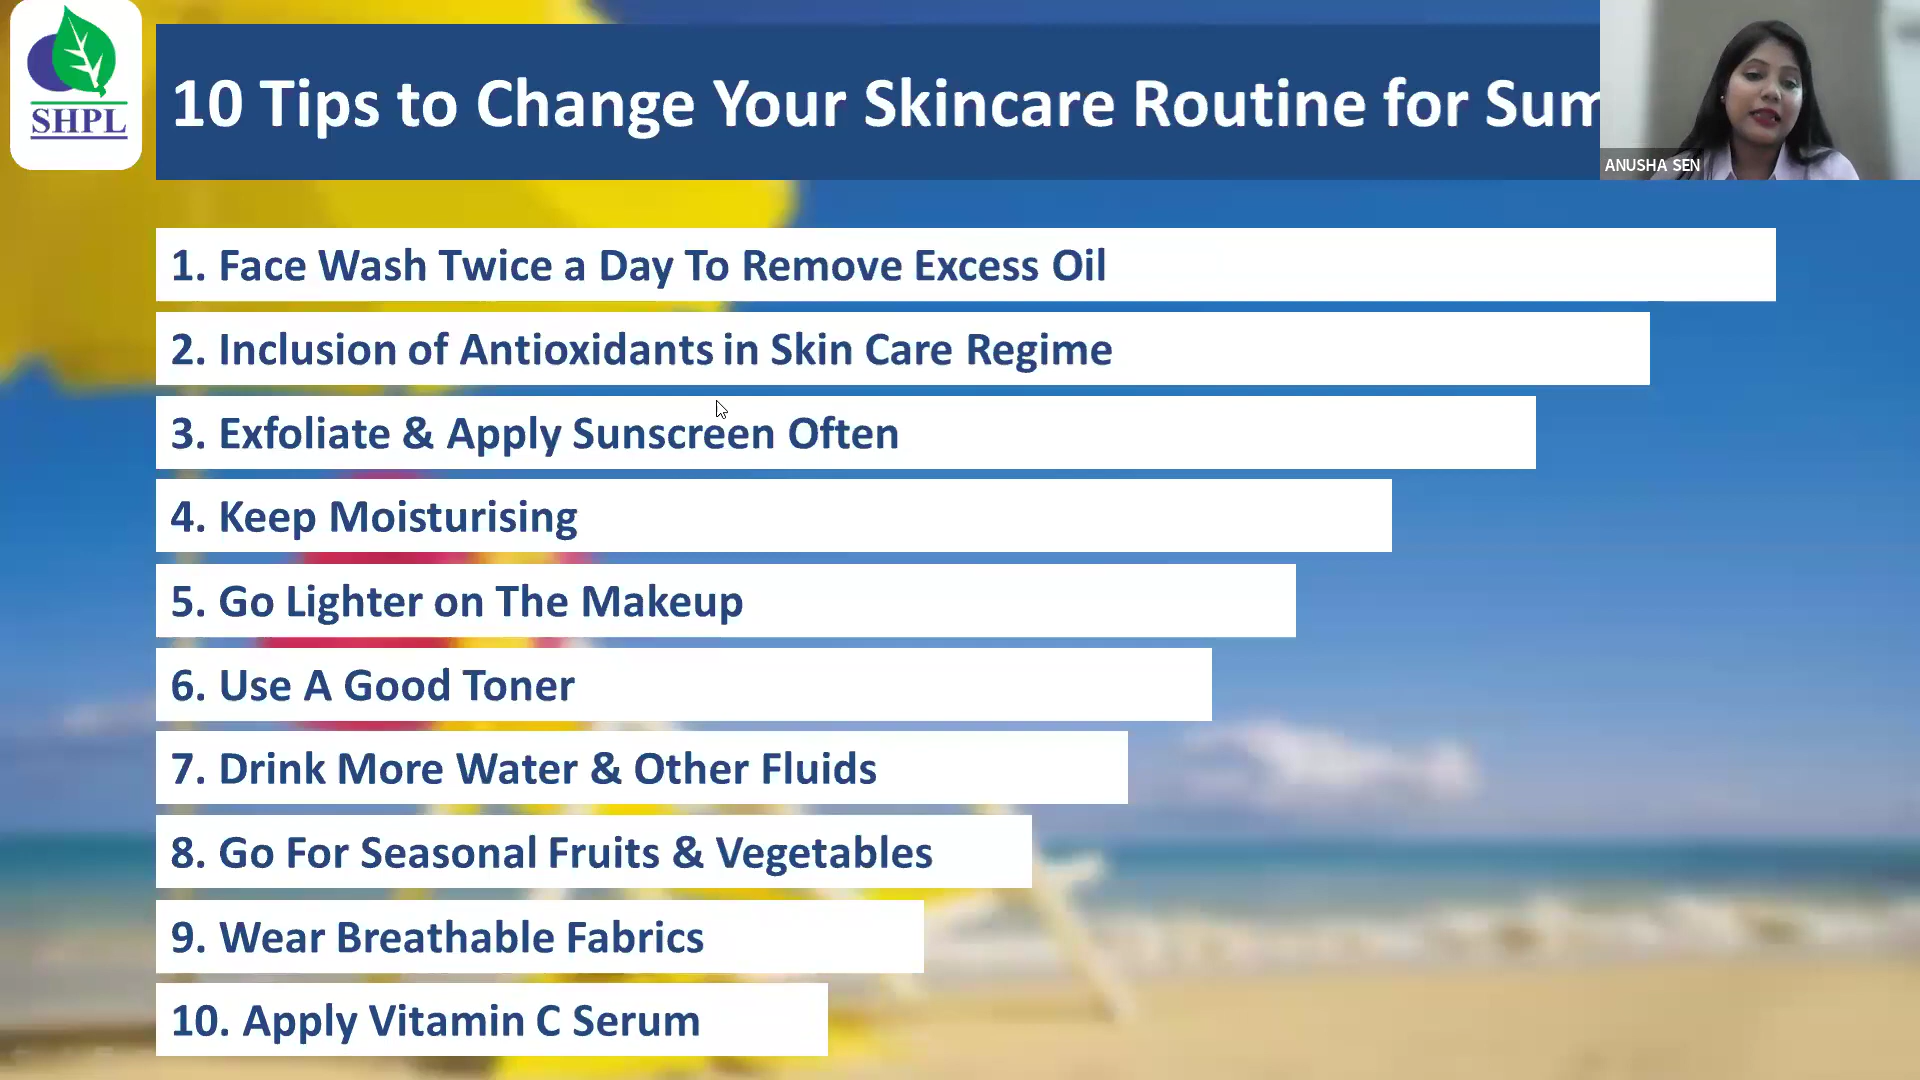 SHPL
10 Tips to Change Your Skincare Routine for Sum
ANUSHA SEN
1. Face Wash Twice a Day To Remove Excess Oil
2. Inclusion of Antioxidants in Skin Care Regime
3. Exfoliate & Apply Sunscreen Often
4. Keep Moisturising
5. Go Lighter on The Makeup
6. Use A Good Toner
7. Drink More Water & Other Fluids
8. Go For Seasonal Fruits & Vegetables
9. Wear Breathable Fabrics
10. Apply Vitamin C Serum